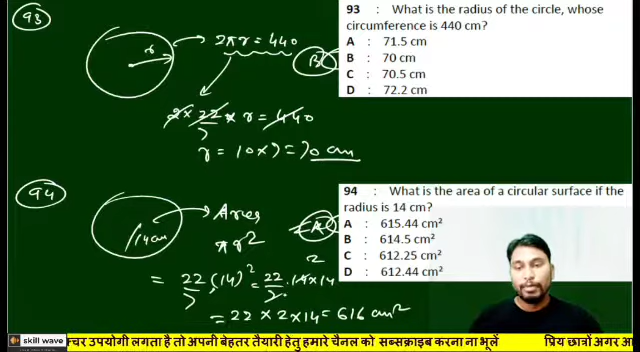 93
r
2πr = 440
B
2 × 22/7 × r = 440
r = 10 × 7 = 70 cm
93 : What is the radius of the circle, whose
circumference is 440 cm?
A : 71.5 cm
B : 70 cm
C : 70.5 cm
D : 72.2 cm
94
14 cm
Area
πr²
A
= 22/7 (14)² = 22/7 . 14 × 14
2
= 22 × 2 × 14 = 616 cm²
94 : What is the area of a circular surface if the
radius is 14 cm?
A : 615.44 cm²
B : 614.5 cm²
C : 612.25 cm²
D : 612.44 cm²
skill wave
क्चर उपयोगी लगता है तो अपनी बेहतर तैयारी हेतु हमारे चैनल को सब्सक्राइब करना ना भूलें प्रिय छात्रों अगर आ